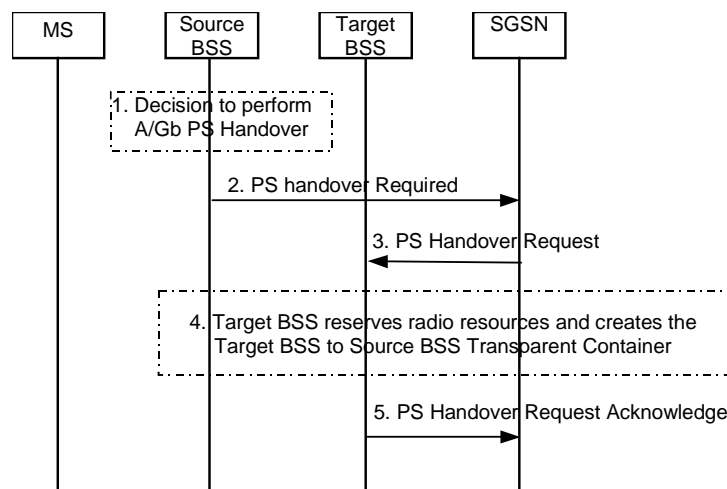 MS
Source
BSS
Target
BSS
SGSN
1. Decision to perform
A/Gb PS Handover
2. PS handover Required
3. PS Handover Request
4. Target BSS reserves radio resources and creates the
Target BSS to Source BSS Transparent Container
5. PS Handover Request Acknowledge